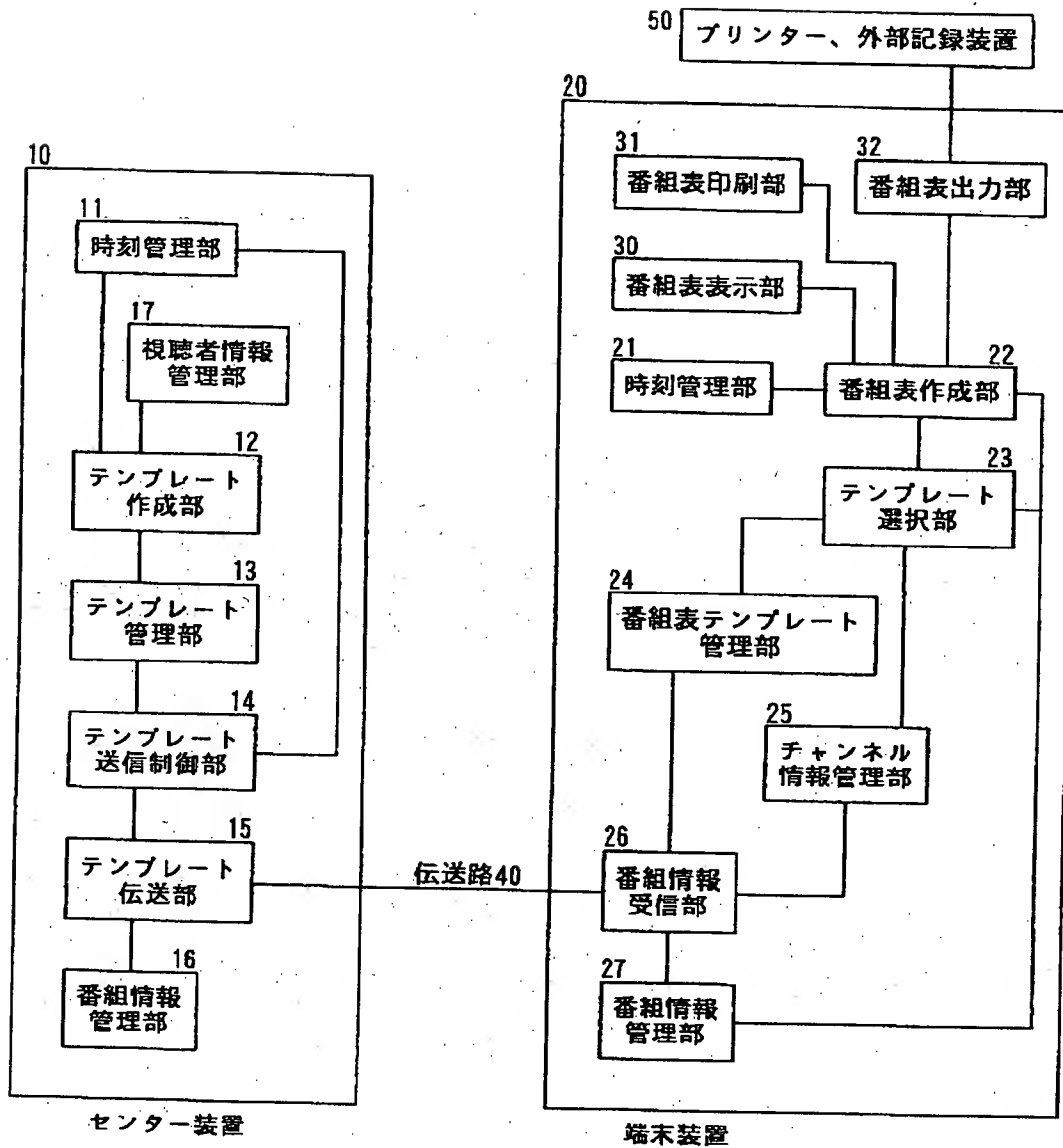 50
プリンター、外部記録装置
20
10
31
番組表印刷部
32
番組表出力部
11
時刻管理部
30
番組表表示部
17
視聴者情報
管理部
21
時刻管理部
22
番組表作成部
12
テンプレート
作成部
23
テンプレート
選択部
13
テンプレート
管理部
24
番組表テンプレート
管理部
14
テンプレート
送信制御部
25
チャンネル
情報管理部
15
テンプレート
伝送部
伝送路40
26
番組情報
受信部
16
番組情報
管理部
27
番組情報
管理部
センター装置
端末装置